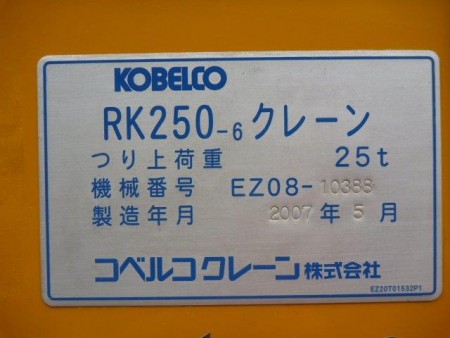 KOBELCO
RK250-6クレーン
つり上荷重 25t
機械番号 EZ08-10388
製造年月 2007年5月
コベルコクレーン株式会社
EZ20T01532P1